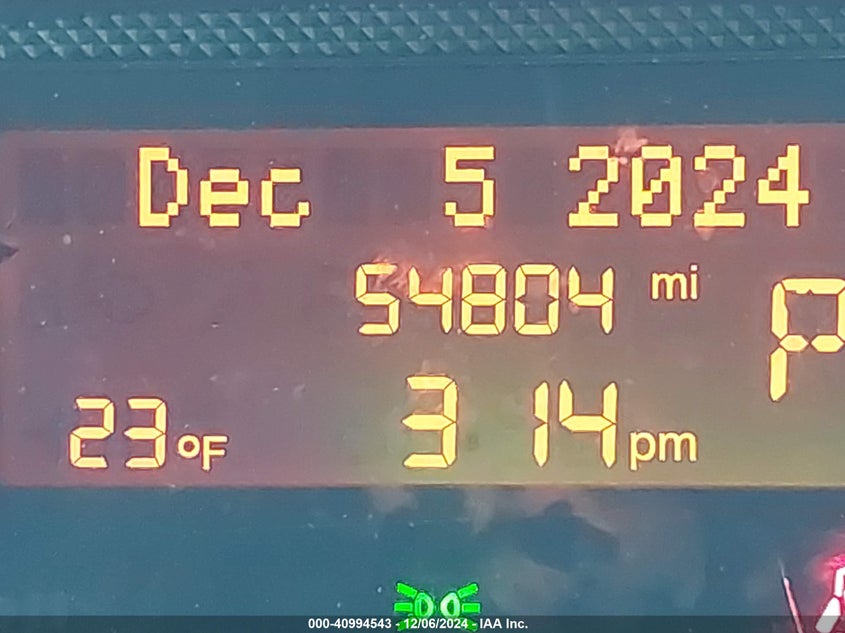 Dec 5 2024
54804 mi
P
23 °F 3 14 pm
000-40994543 - 12/06/2024 - IAA Inc.